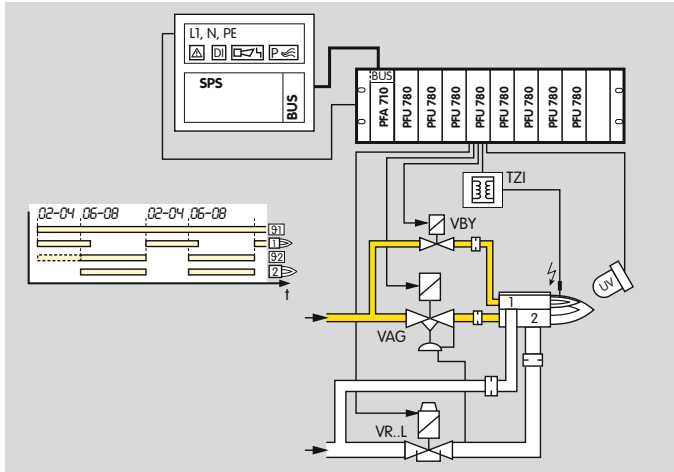 L1, N, PE
DI
P
SPS
BUS
BUS
PFA 710
PFU 780
PFU 780
PFU 780
PFU 780
PFU 780
PFU 780
PFU 780
PFU 780
TZI
VBY
02-04 06-08 02-04 06-08
91
1
92
2
t
UV
1
2
VAG
VR..L